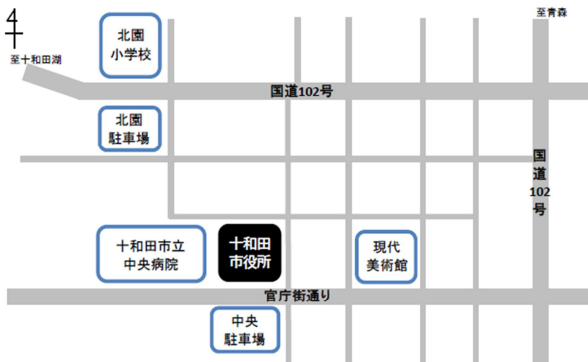 至青森
北園
小学校
至十和田湖
国道102号
北園
駐車場
国
道
102
号
十和田市立
中央病院
十和田
市役所
現代
美術館
官庁街通り
中央
駐車場